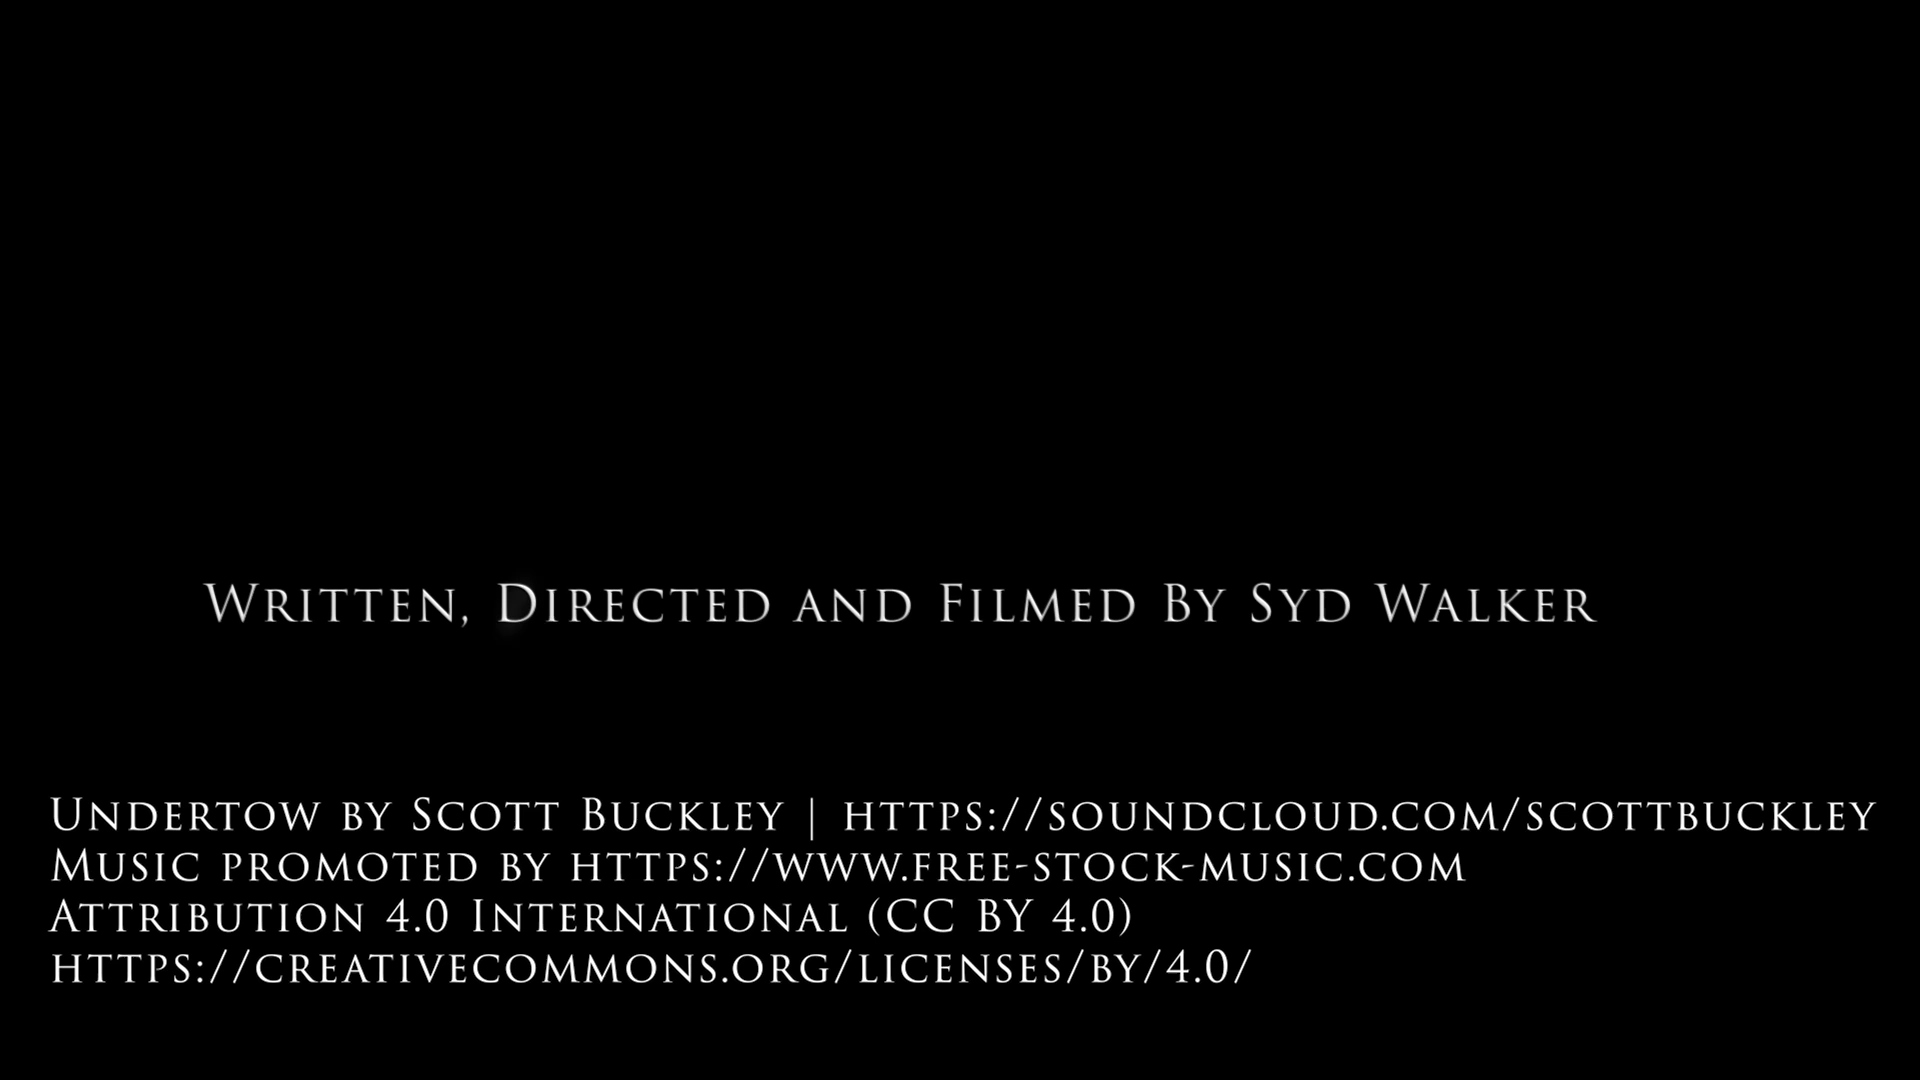 Written, Directed and Filmed By Syd Walker
Undertow by Scott Buckley | https://soundcloud.com/scottbuckley
Music promoted by https://www.free-stock-music.com
Attribution 4.0 International (CC BY 4.0)
https://creativecommons.org/licenses/by/4.0/